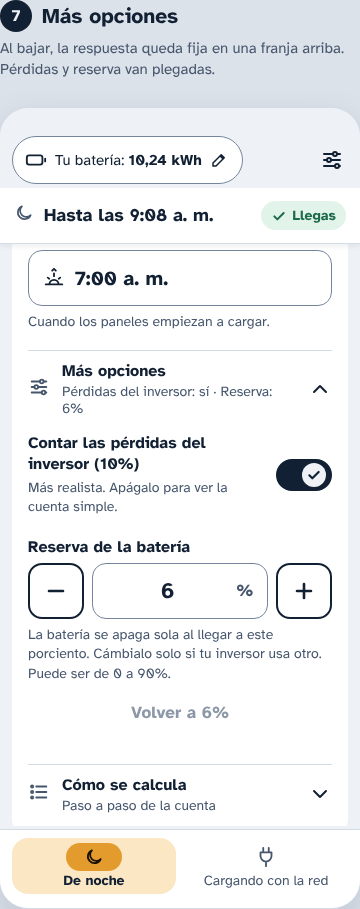 7 Más opciones
Al bajar, la respuesta queda fija en una franja arriba.
Pérdidas y reserva van plegadas.
Tu batería: 10,24 kWh
Hasta las 9:08 a. m.
Llegas
7:00 a. m.
Cuando los paneles empiezan a cargar.
Más opciones
Pérdidas del inversor: sí · Reserva:
6%
Contar las pérdidas del
inversor (10%)
Más realista. Apágalo para ver la
cuenta simple.
Reserva de la batería
− 6 % +
La batería se apaga sola al llegar a este
porciento. Cámbialo solo si tu inversor usa otro.
Puede ser de 0 a 90%.
Volver a 6%
Cómo se calcula
Paso a paso de la cuenta
De noche
Cargando con la red